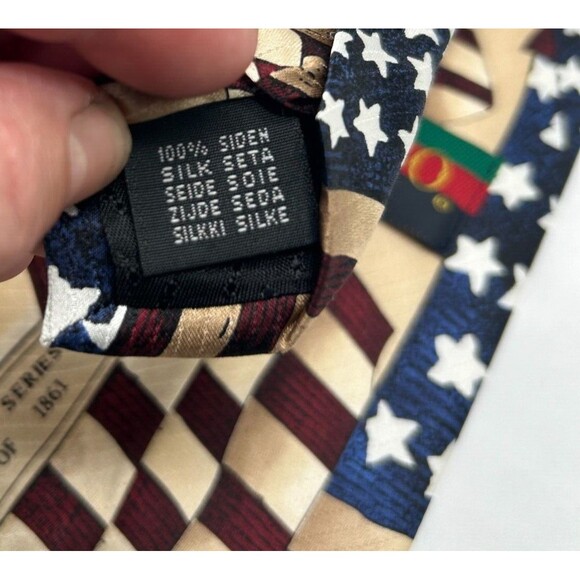 100% SIDEN
SILK SETA
SEIDE SOIE
ZIJDE SEDA
SILKKI SILKE
O
®
SERIES
OF 1861